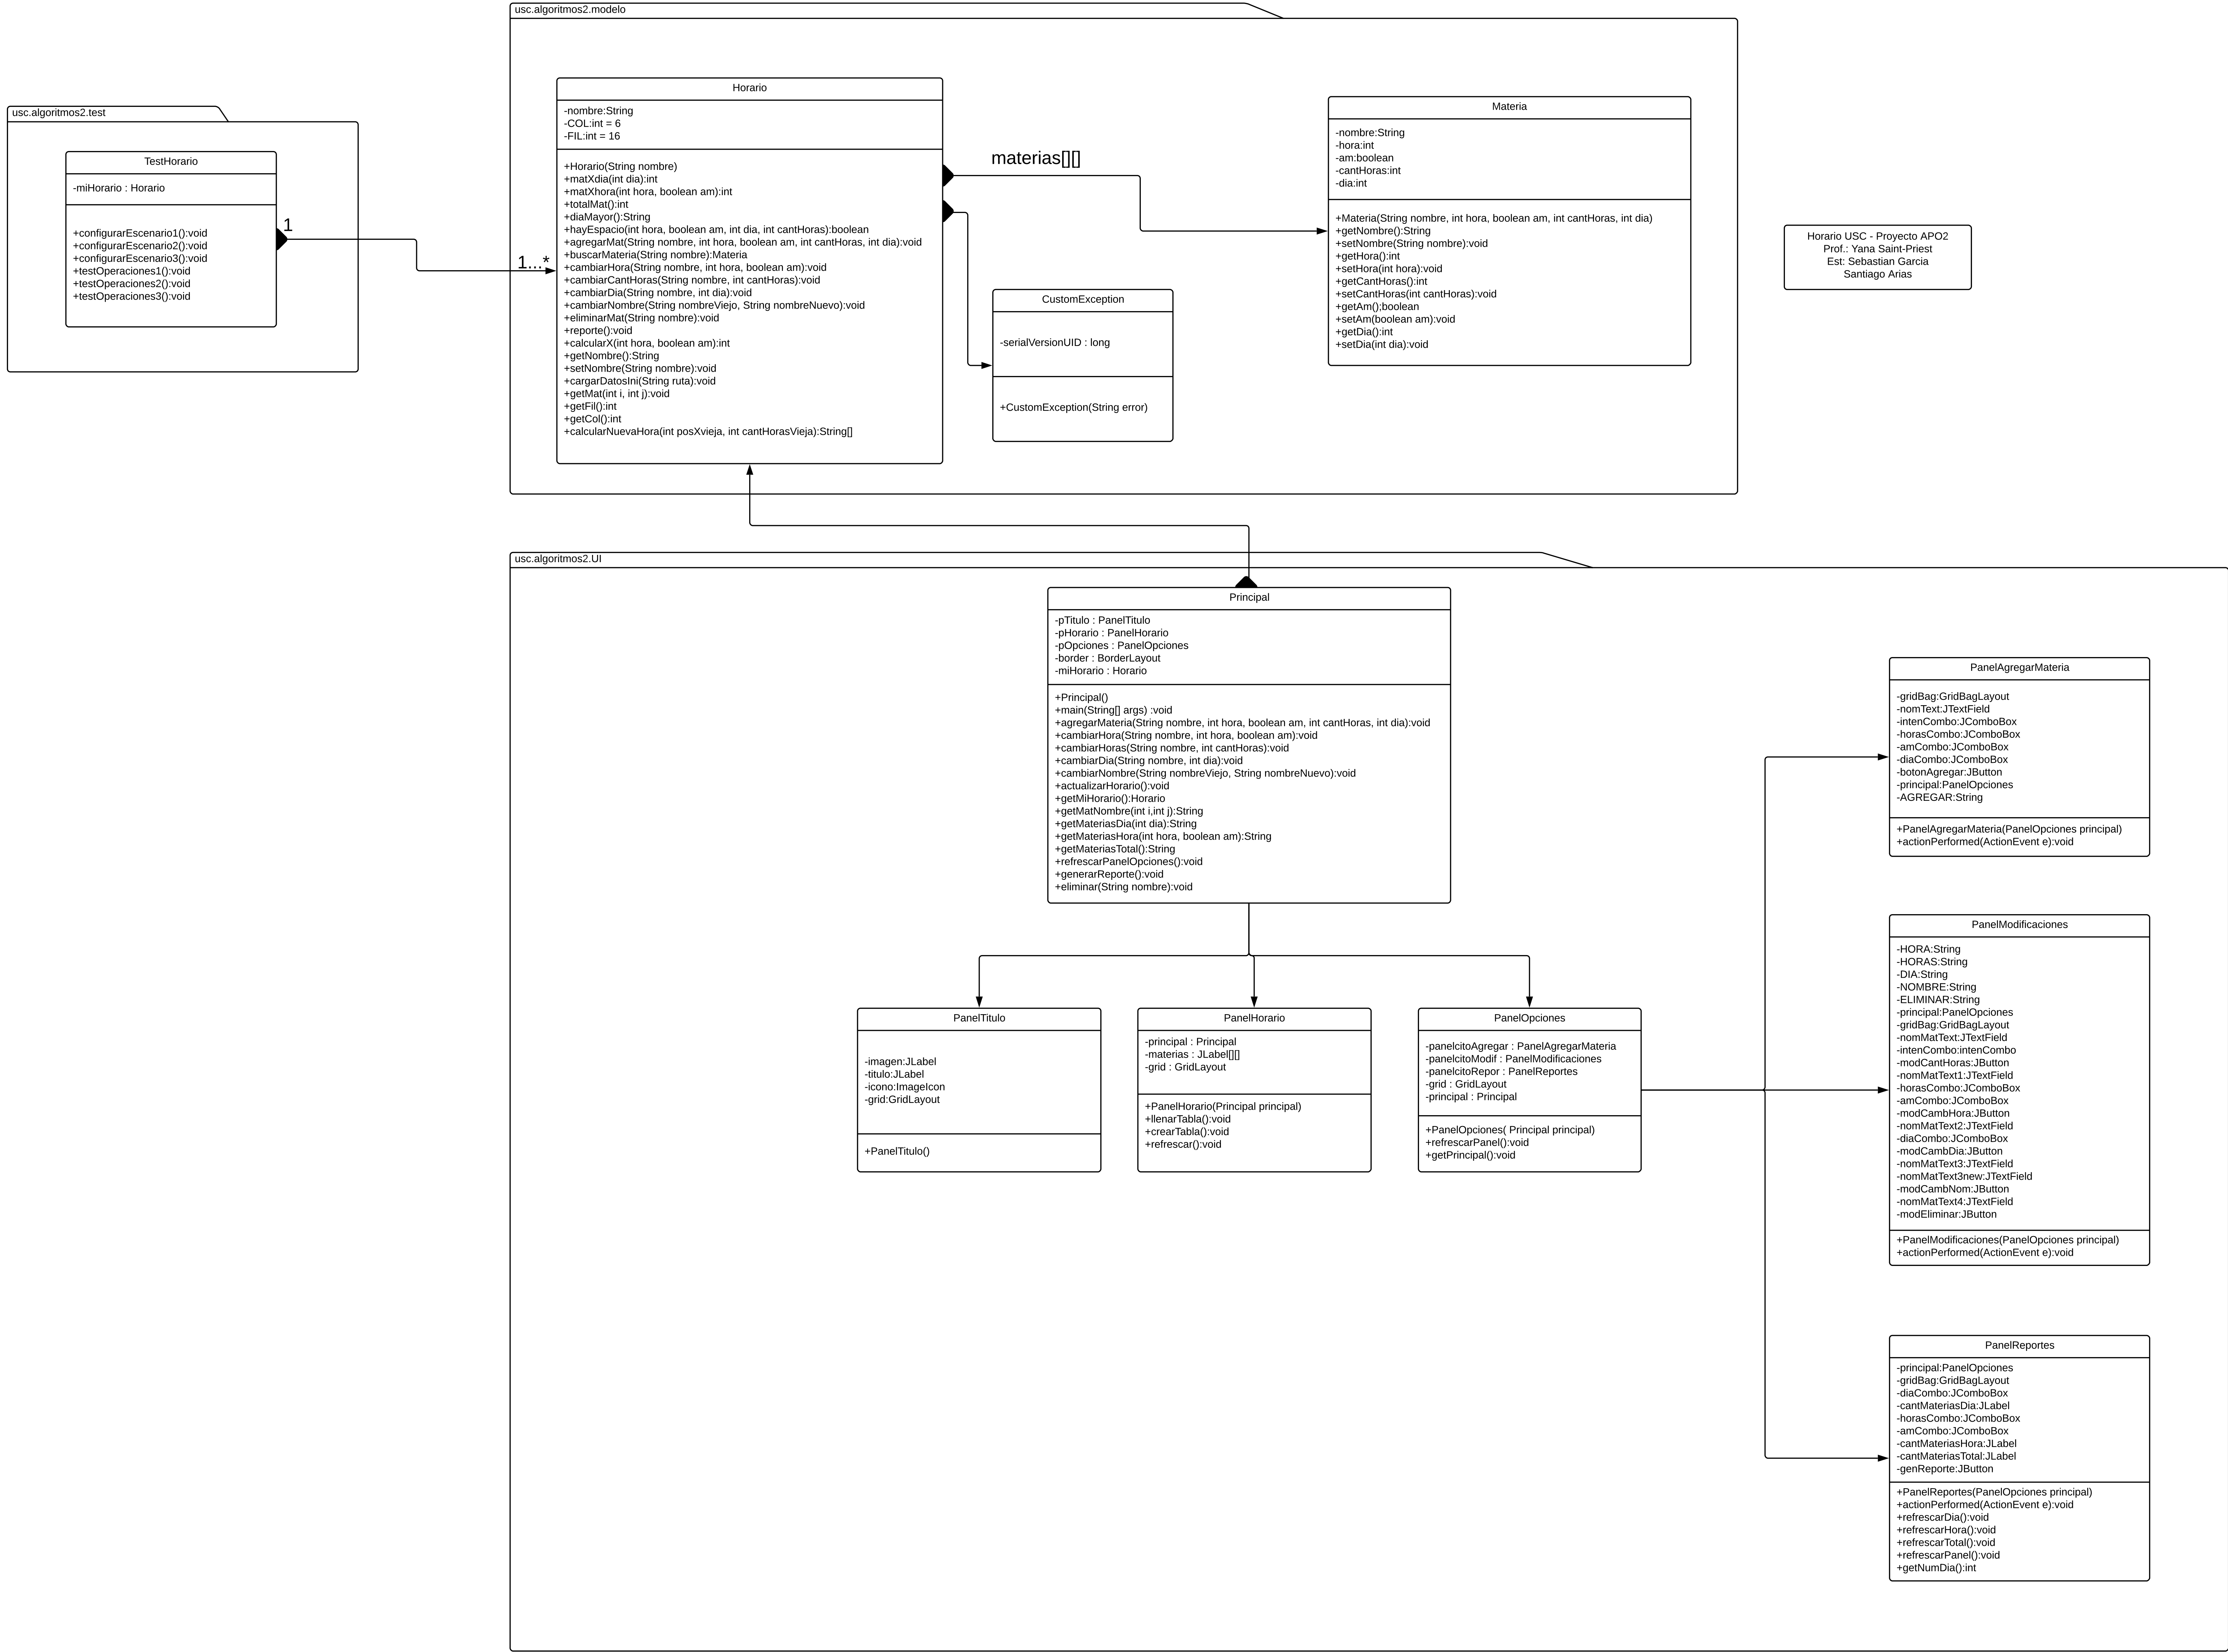 usc.algoritmos2.modelo
usc.algoritmos2.test
TestHorario
-miHorario : Horario
+configurarEscenario1():void
+configurarEscenario2():void
+configurarEscenario3():void
+testOperaciones1():void
+testOperaciones2():void
+testOperaciones3():void
1
1...*
Horario
-nombre:String
-COL:int = 6
-FIL:int = 16
+Horario(String nombre)
+matXdia(int dia):int
+matXhora(int hora, boolean am):int
+totalMat():int
+diaMayor():String
+hayEspacio(int hora, boolean am, int dia, int cantHoras):boolean
+agregarMat(String nombre, int hora, boolean am, int cantHoras, int dia):void
+buscarMateria(String nombre):Materia
+cambiarHora(String nombre, int hora, boolean am):void
+cambiarCantHoras(String nombre, int cantHoras):void
+cambiarDia(String nombre, int dia):void
+cambiarNombre(String nombreViejo, String nombreNuevo):void
+eliminarMat(String nombre):void
+reporte():void
+calcularX(int hora, boolean am):int
+getNombre():String
+setNombre(String nombre):void
+cargarDatosIni(String ruta):void
+getMat(int i, int j):void
+getFil():int
+getCol():int
+calcularNuevaHora(int posXvieja, int cantHorasVieja):String[]
materias[][]
CustomException
-serialVersionUID : long
+CustomException(String error)
Materia
-nombre:String
-hora:int
-am:boolean
-cantHoras:int
-dia:int
+Materia(String nombre, int hora, boolean am, int cantHoras, int dia)
+getNombre():String
+setNombre(String nombre):void
+getHora():int
+setHora(int hora):void
+getCantHoras():int
+setCantHoras(int cantHoras):void
+getAm();boolean
+setAm(boolean am):void
+getDia():int
+setDia(int dia):void
Horario USC - Proyecto APO2
Prof.: Yana Saint-Priest
Est: Sebastian Garcia
Santiago Arias
usc.algoritmos2.UI
Principal
-pTitulo : PanelTitulo
-pHorario : PanelHorario
-pOpciones : PanelOpciones
-border : BorderLayout
-miHorario : Horario
+Principal()
+main(String[] args) :void
+agregarMateria(String nombre, int hora, boolean am, int cantHoras, int dia):void
+cambiarHora(String nombre, int hora, boolean am):void
+cambiarHoras(String nombre, int cantHoras):void
+cambiarDia(String nombre, int dia):void
+cambiarNombre(String nombreViejo, String nombreNuevo):void
+actualizarHorario():void
+getMiHorario():Horario
+getMatNombre(int i,int j):String
+getMateriasDia(int dia):String
+getMateriasHora(int hora, boolean am):String
+getMateriasTotal():String
+refrescarPanelOpciones():void
+generarReporte():void
+eliminar(String nombre):void
PanelTitulo
-imagen:JLabel
-titulo:JLabel
-icono:ImageIcon
-grid:GridLayout
+PanelTitulo()
PanelHorario
-principal : Principal
-materias : JLabel[][]
-grid : GridLayout
+PanelHorario(Principal principal)
+llenarTabla():void
+crearTabla():void
+refrescar():void
PanelOpciones
-panelcitoAgregar : PanelAgregarMateria
-panelcitoModif : PanelModificaciones
-panelcitoRepor : PanelReportes
-grid : GridLayout
-principal : Principal
+PanelOpciones( Principal principal)
+refrescarPanel():void
+getPrincipal():void
PanelAgregarMateria
-gridBag:GridBagLayout
-nomText:JTextField
-intenCombo:JComboBox
-horasCombo:JComboBox
-amCombo:JComboBox
-diaCombo:JComboBox
-botonAgregar:JButton
-principal:PanelOpciones
-AGREGAR:String
+PanelAgregarMateria(PanelOpciones principal)
+actionPerformed(ActionEvent e):void
PanelModificaciones
-HORA:String
-HORAS:String
-DIA:String
-NOMBRE:String
-ELIMINAR:String
-principal:PanelOpciones
-gridBag:GridBagLayout
-nomMatText:JTextField
-intenCombo:intenCombo
-modCantHoras:JButton
-nomMatText1:JTextField
-horasCombo:JComboBox
-amCombo:JComboBox
-modCambHora:JButton
-nomMatText2:JTextField
-diaCombo:JComboBox
-modCambDia:JButton
-nomMatText3:JTextField
-nomMatText3new:JTextField
-modCambNom:JButton
-nomMatText4:JTextField
-modEliminar:JButton
+PanelModificaciones(PanelOpciones principal)
+actionPerformed(ActionEvent e):void
PanelReportes
-principal:PanelOpciones
-gridBag:GridBagLayout
-diaCombo:JComboBox
-cantMateriasDia:JLabel
-horasCombo:JComboBox
-amCombo:JComboBox
-cantMateriasHora:JLabel
-cantMateriasTotal:JLabel
-genReporte:JButton
+PanelReportes(PanelOpciones principal)
+actionPerformed(ActionEvent e):void
+refrescarDia():void
+refrescarHora():void
+refrescarTotal():void
+refrescarPanel():void
+getNumDia():int